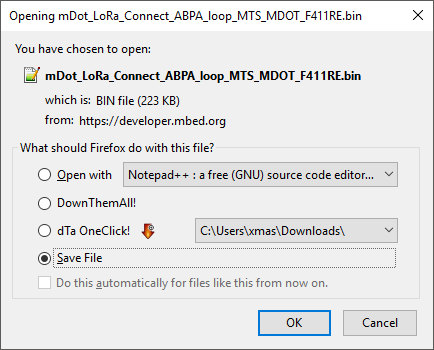 Opening mDot_LoRa_Connect_ABPA_loop_MTS_MDOT_F411RE.bin
You have chosen to open:
mDot_LoRa_Connect_ABPA_loop_MTS_MDOT_F411RE.bin
which is: BIN file (223 KB)
from: https://developer.mbed.org
What should Firefox do with this file?
Open with Notepad++ : a free (GNU) source code editor...
DownThemAll!
dTa OneClick! C:\Users\xmas\Downloads\
Save File
Do this automatically for files like this from now on.
OK Cancel